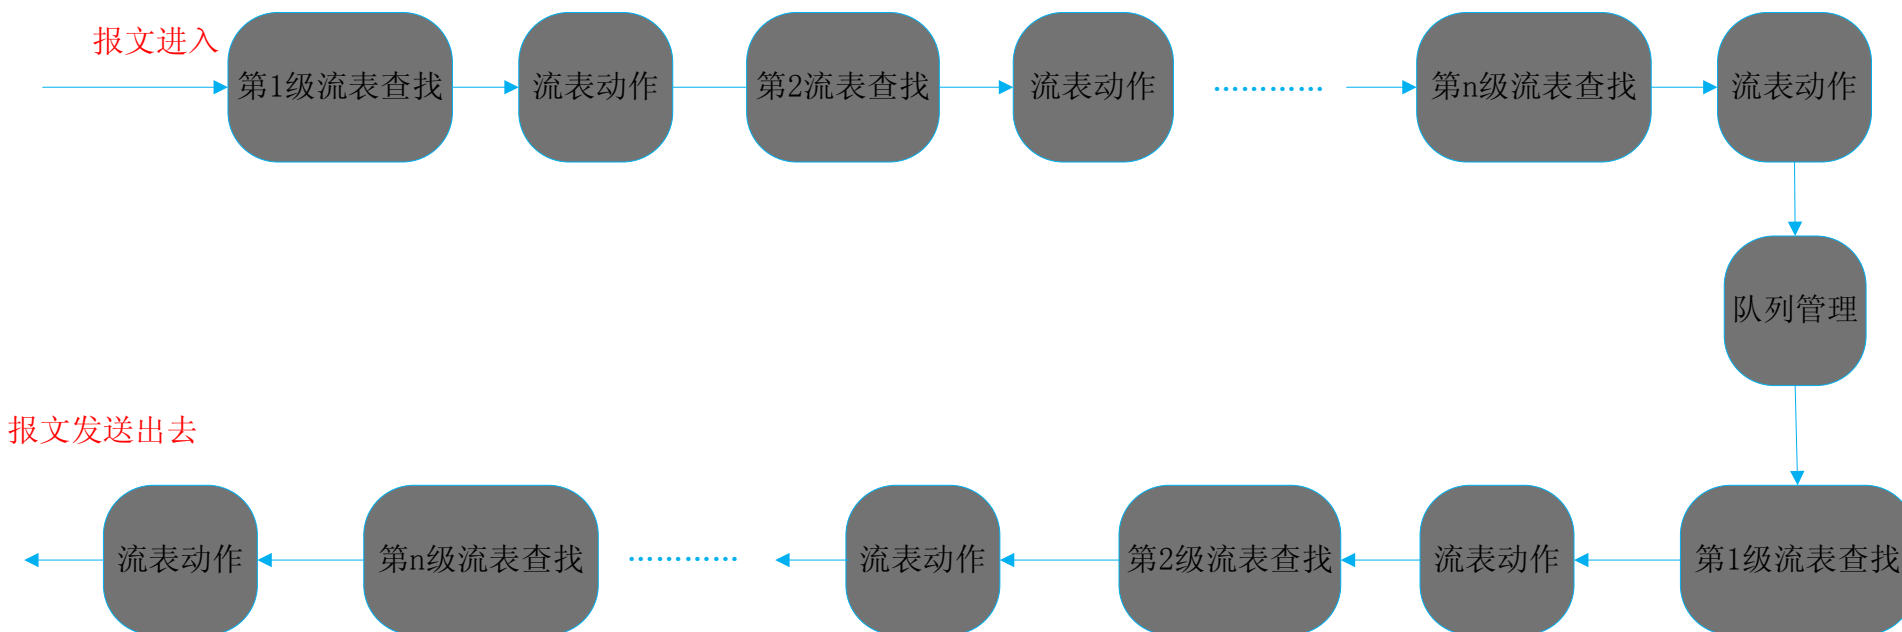 报文进入
第1级流表查找
流表动作
第2流表查找
流表动作
…………
第n级流表查找
流表动作
队列管理
报文发送出去
流表动作
第n级流表查找
…………
流表动作
第2级流表查找
流表动作
第1级流表查找